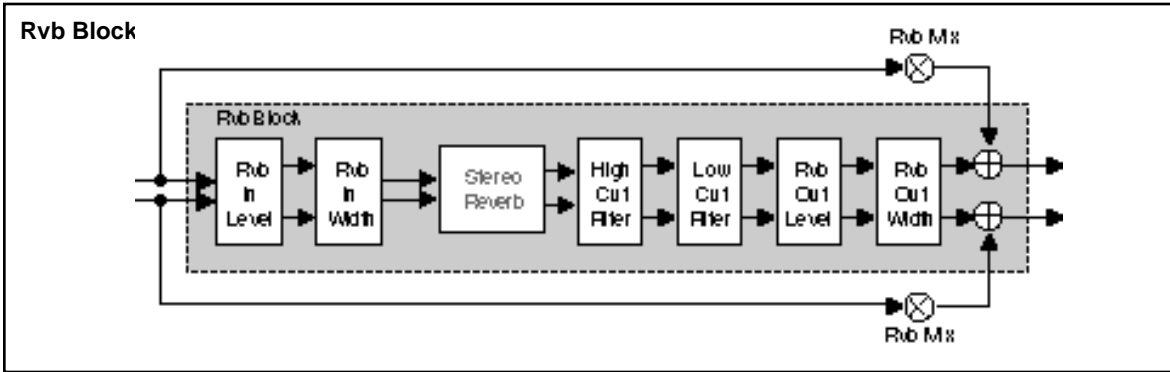 Rvb Block
Rvb Mix
Rvb Block
Rvb
In
Level
Rvb
In
Width
Stereo
Reverb
High
Cut
Filter
Low
Cut
Filter
Rvb
Out
Level
Rvb
Out
Width
Rvb Mix